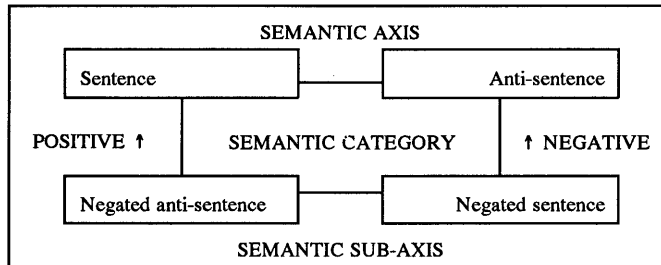 SEMANTIC AXIS
Sentence Anti-sentence
POSITIVE ↑ SEMANTIC CATEGORY ↑ NEGATIVE
Negated anti-sentence Negated sentence
SEMANTIC SUB-AXIS